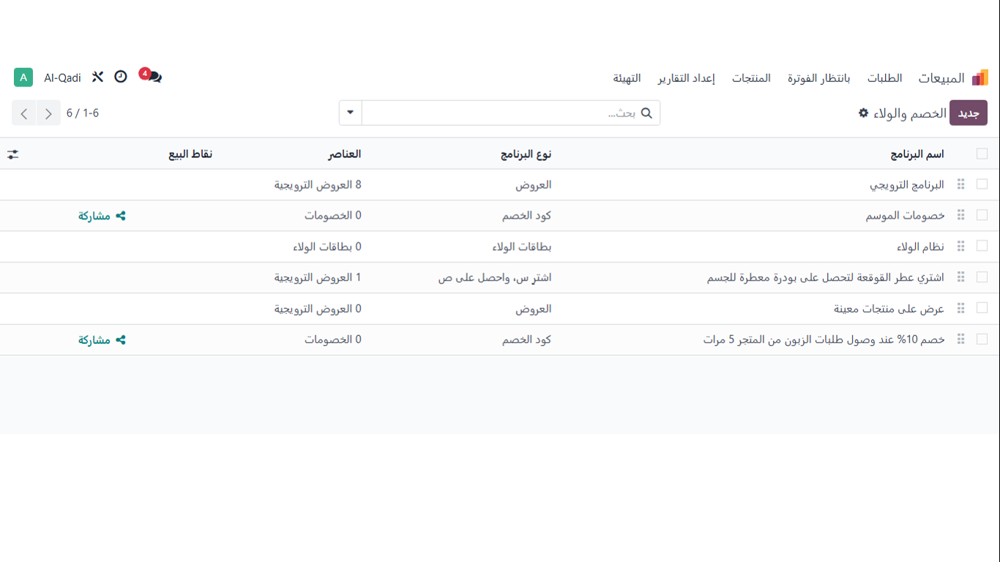 المبيعات الطلبات بانتظار الفوترة المنتجات إعداد التقارير التهيئة 4 Al-Qadi A
جديد الخصم والولاء بحث... 6 / 1-6
اسم البرنامج نوع البرنامج العناصر نقاط البيع
البرنامج الترويجي العروض 8 العروض الترويجية
خصومات الموسم كود الخصم 0 الخصومات مشاركة
نظام الولاء بطاقات الولاء 0 بطاقات الولاء
اشتري عطر القوقعة لتحصل على بودرة معطرة للجسم اشترِ س، واحصل على ص 1 العروض الترويجية
عرض على منتجات معينة العروض 0 العروض الترويجية
خصم 10% عند وصول طلبات الزبون من المتجر 5 مرات كود الخصم 0 الخصومات مشاركة